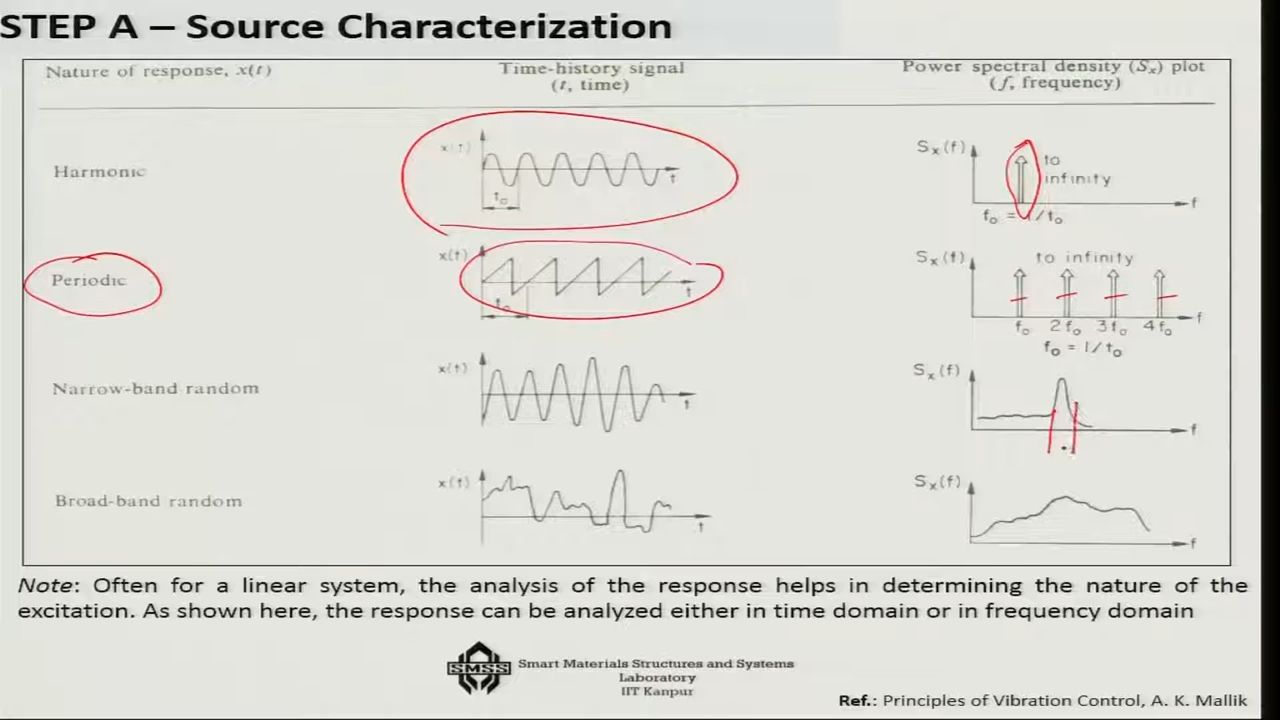 STEP A – Source Characterization
Nature of response, x(t)
Time-history signal
(t, time)
Power spectral density (Sx) plot
(f, frequency)
Harmonic
x(t)
t
t₀
Sx(f)
to
infinity
f
f₀ = 1/t₀
Periodic
x(t)
t
t₀
Sx(f)
to infinity
f
f₀ 2f₀ 3f₀ 4f₀
f₀ = 1/t₀
Narrow-band random
x(t)
t
Sx(f)
f
Broad-band random
x(t)
t
Sx(f)
f
Note: Often for a linear system, the analysis of the response helps in determining the nature of the
excitation. As shown here, the response can be analyzed either in time domain or in frequency domain
SMSS
Smart Materials Structures and Systems
Laboratory
IIT Kanpur
Ref.: Principles of Vibration Control, A. K. Mallik